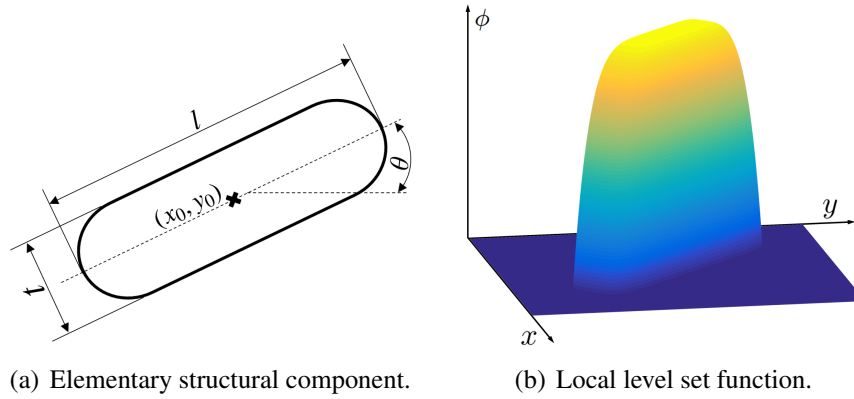 l
θ
(x₀, y₀)
t
(a) Elementary structural component.
ϕ
y
x
(b) Local level set function.